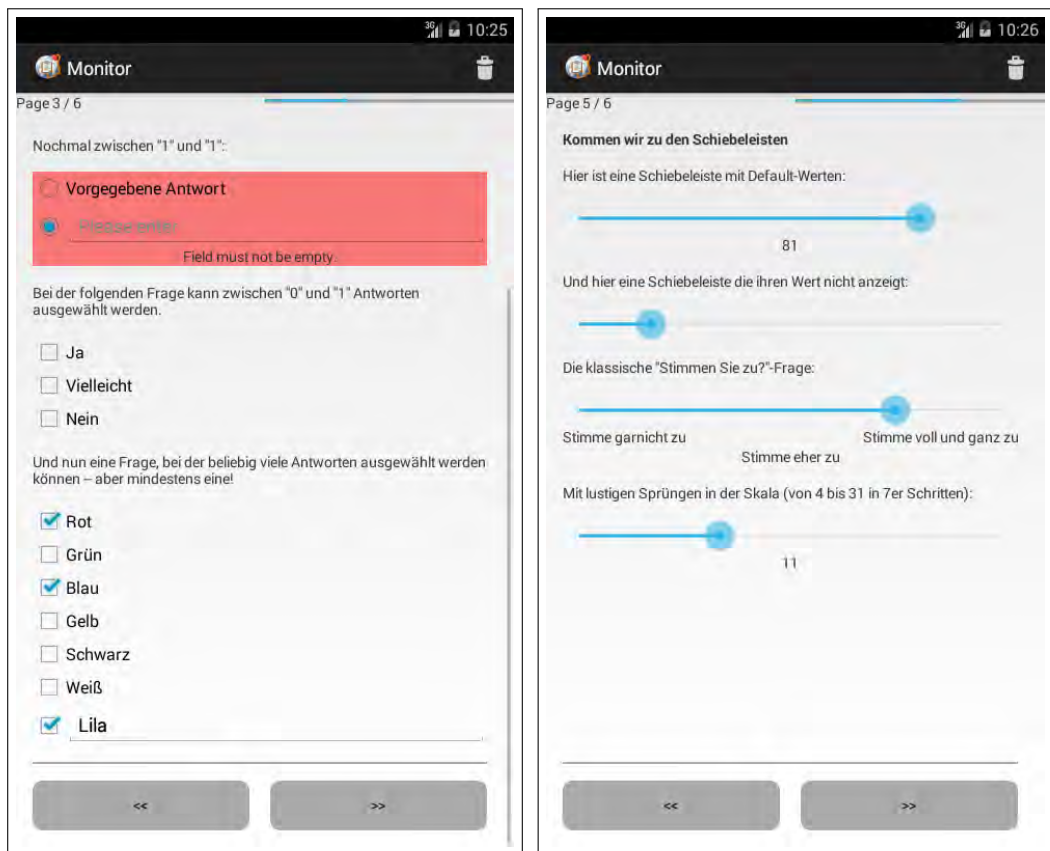 3G 10:25
Monitor
Page 3 / 6
Nochmal zwischen "1" und "1":
Vorgegebene Antwort
Please enter
Field must not be empty.
Bei der folgenden Frage kann zwischen "0" und "1" Antworten
ausgewählt werden.
Ja
Vielleicht
Nein
Und nun eine Frage, bei der beliebig viele Antworten ausgewählt werden
können – aber mindestens eine!
Rot
Grün
Blau
Gelb
Schwarz
Weiß
Lila
<<
>>
3G 10:26
Monitor
Page 5 / 6
Kommen wir zu den Schiebeleisten
Hier ist eine Schiebeleiste mit Default-Werten:
81
Und hier eine Schiebeleiste die ihren Wert nicht anzeigt:
Die klassische "Stimmen Sie zu?"-Frage:
Stimme garnicht zu
Stimme voll und ganz zu
Stimme eher zu
Mit lustigen Sprüngen in der Skala (von 4 bis 31 in 7er Schritten):
11
<<
>>